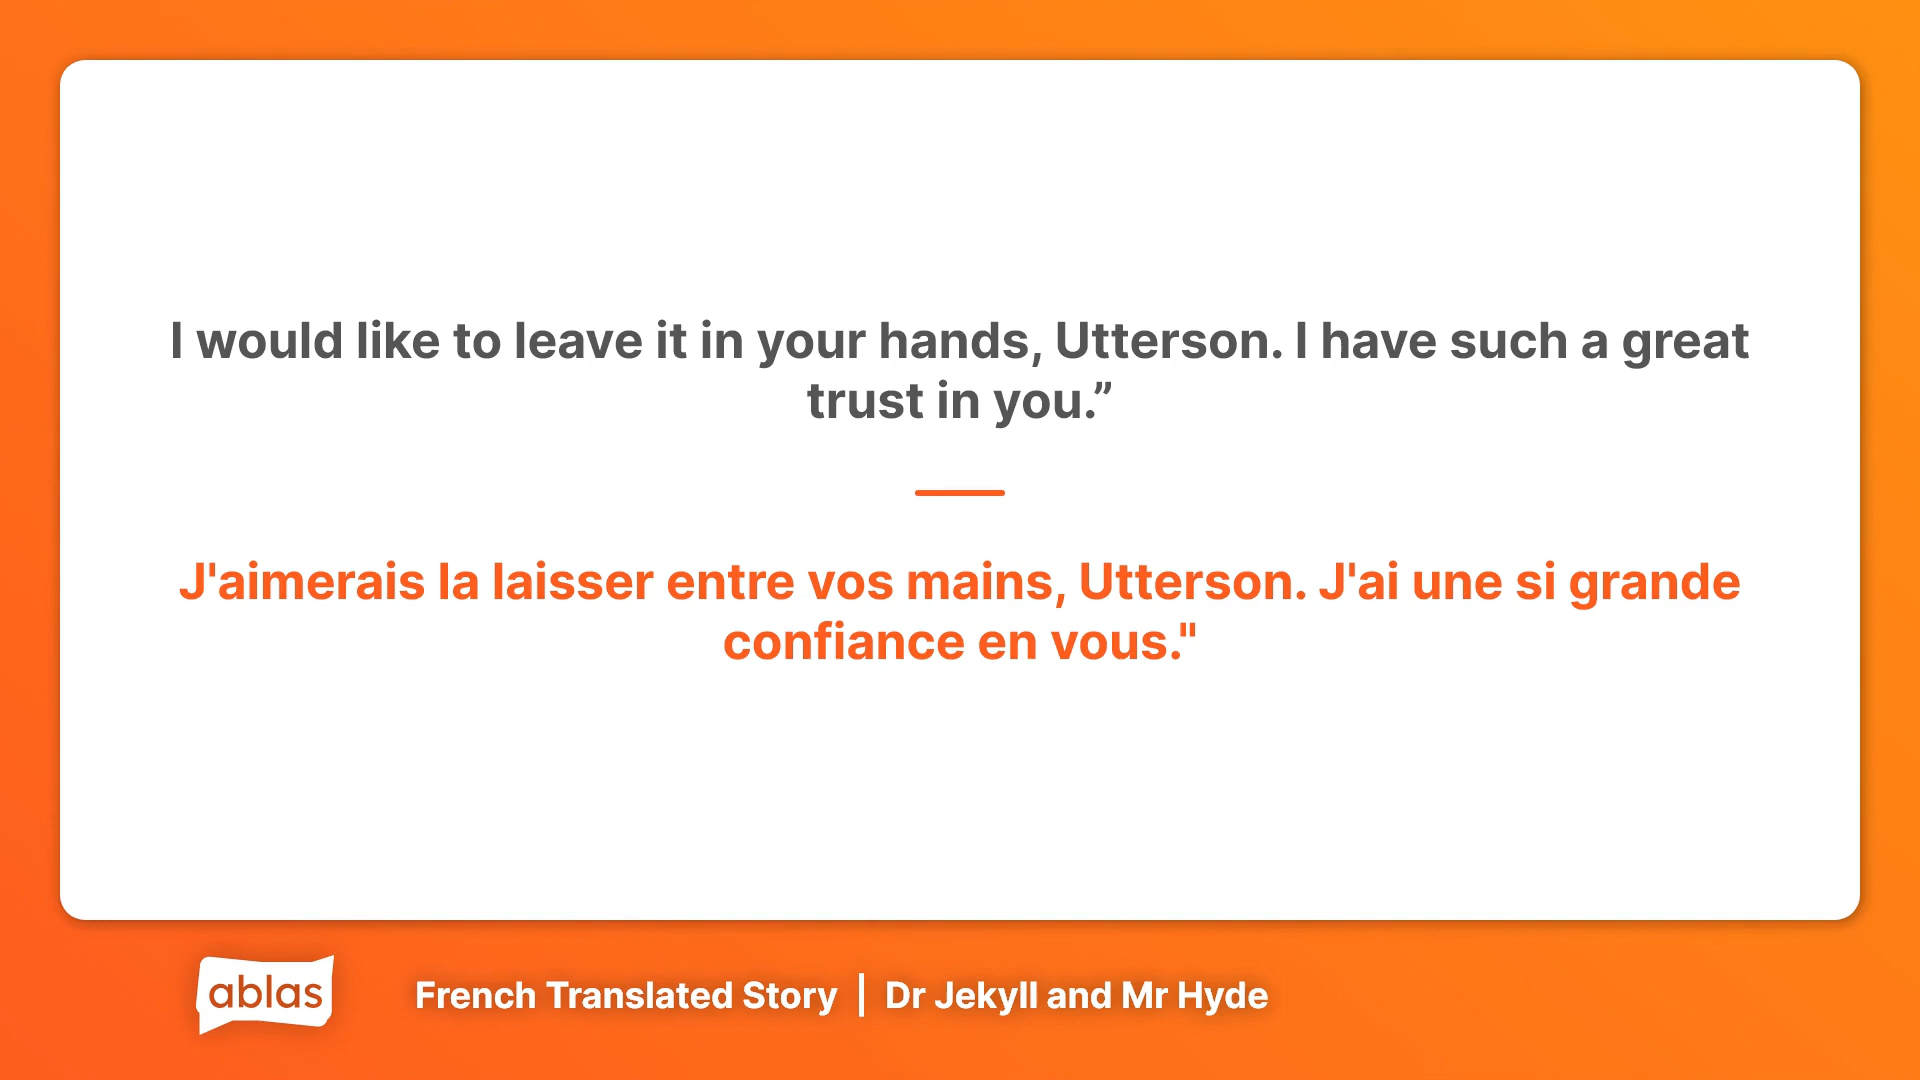 I would like to leave it in your hands, Utterson. I have such a great
trust in you.”
J'aimerais la laisser entre vos mains, Utterson. J'ai une si grande
confiance en vous."
ablas
French Translated Story | Dr Jekyll and Mr Hyde